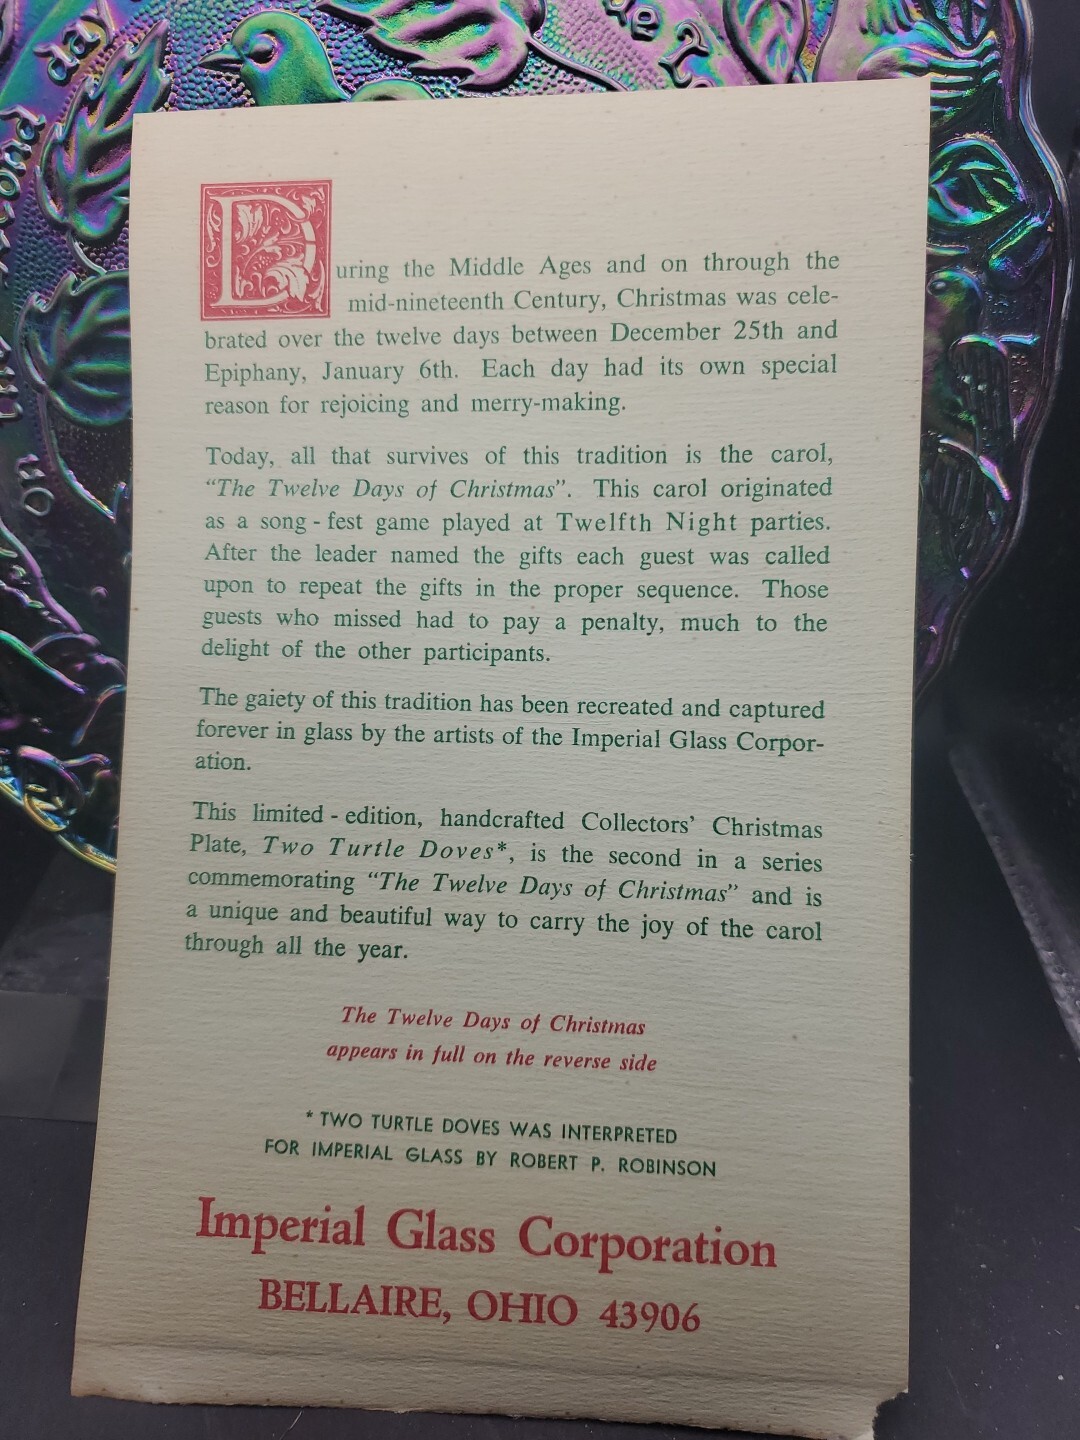 day
During the Middle Ages and on through the
mid-nineteenth Century, Christmas was cele-
brated over the twelve days between December 25th and
Epiphany, January 6th. Each day had its own special
reason for rejoicing and merry-making.
Today, all that survives of this tradition is the carol,
"The Twelve Days of Christmas". This carol originated
as a song - fest game played at Twelfth Night parties.
After the leader named the gifts each guest was called
upon to repeat the gifts in the proper sequence. Those
guests who missed had to pay a penalty, much to the
delight of the other participants.
The gaiety of this tradition has been recreated and captured
forever in glass by the artists of the Imperial Glass Corpor-
ation.
This limited - edition, handcrafted Collectors' Christmas
Plate, Two Turtle Doves*, is the second in a series
commemorating "The Twelve Days of Christmas" and is
a unique and beautiful way to carry the joy of the carol
through all the year.
The Twelve Days of Christmas
appears in full on the reverse side
* TWO TURTLE DOVES WAS INTERPRETED
FOR IMPERIAL GLASS BY ROBERT P. ROBINSON
Imperial Glass Corporation
BELLAIRE, OHIO 43906